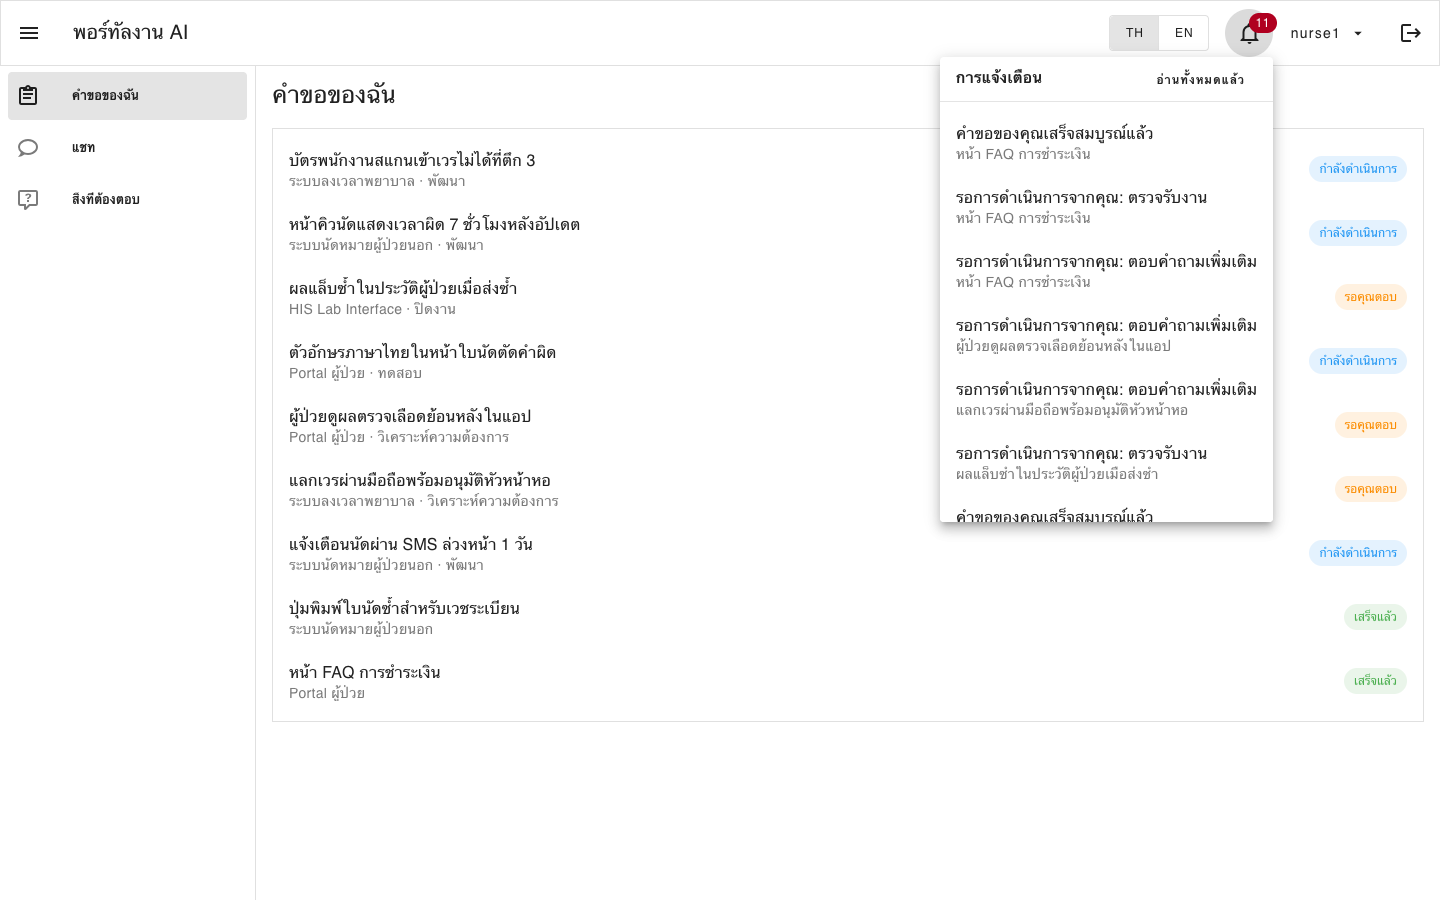 พอร์ทัลงาน AI
TH
EN
11
nurse1
คำขอของฉัน
แชท
สิ่งที่ต้องตอบ
คำขอของฉัน
บัตรพนักงานสแกนเข้าเวรไม่ได้ที่ตึก 3
ระบบลงเวลาพยาบาล · พัฒนา
กำลังดำเนินการ
หน้าคิวนัดแสดงเวลาผิด 7 ชั่วโมงหลังอัปเดต
ระบบนัดหมายผู้ป่วยนอก · พัฒนา
กำลังดำเนินการ
ผลแล็บซ้ำในประวัติผู้ป่วยเมื่อส่งซ้ำ
HIS Lab Interface · ปิดงาน
รอคุณตอบ
ตัวอักษรภาษาไทยในหน้าใบนัดตัดคำผิด
Portal ผู้ป่วย · ทดสอบ
กำลังดำเนินการ
ผู้ป่วยดูผลตรวจเลือดย้อนหลังในแอป
Portal ผู้ป่วย · วิเคราะห์ความต้องการ
รอคุณตอบ
แลกเวรผ่านมือถือพร้อมอนุมัติหัวหน้าหอ
ระบบลงเวลาพยาบาล · วิเคราะห์ความต้องการ
รอคุณตอบ
แจ้งเตือนนัดผ่าน SMS ล่วงหน้า 1 วัน
ระบบนัดหมายผู้ป่วยนอก · พัฒนา
กำลังดำเนินการ
ปุ่มพิมพ์ใบนัดซ้ำสำหรับเวชระเบียน
ระบบนัดหมายผู้ป่วยนอก
เสร็จแล้ว
หน้า FAQ การชำระเงิน
Portal ผู้ป่วย
เสร็จแล้ว
การแจ้งเตือน
อ่านทั้งหมดแล้ว
คำขอของคุณเสร็จสมบูรณ์แล้ว
หน้า FAQ การชำระเงิน
รอการดำเนินการจากคุณ: ตรวจรับงาน
หน้า FAQ การชำระเงิน
รอการดำเนินการจากคุณ: ตอบคำถามเพิ่มเติม
หน้า FAQ การชำระเงิน
รอการดำเนินการจากคุณ: ตอบคำถามเพิ่มเติม
ผู้ป่วยดูผลตรวจเลือดย้อนหลังในแอป
รอการดำเนินการจากคุณ: ตอบคำถามเพิ่มเติม
แลกเวรผ่านมือถือพร้อมอนุมัติหัวหน้าหอ
รอการดำเนินการจากคุณ: ตรวจรับงาน
ผลแล็บซ้ำในประวัติผู้ป่วยเมื่อส่งซ้ำ
คำขอของคุณเสร็จสมบูรณ์แล้ว